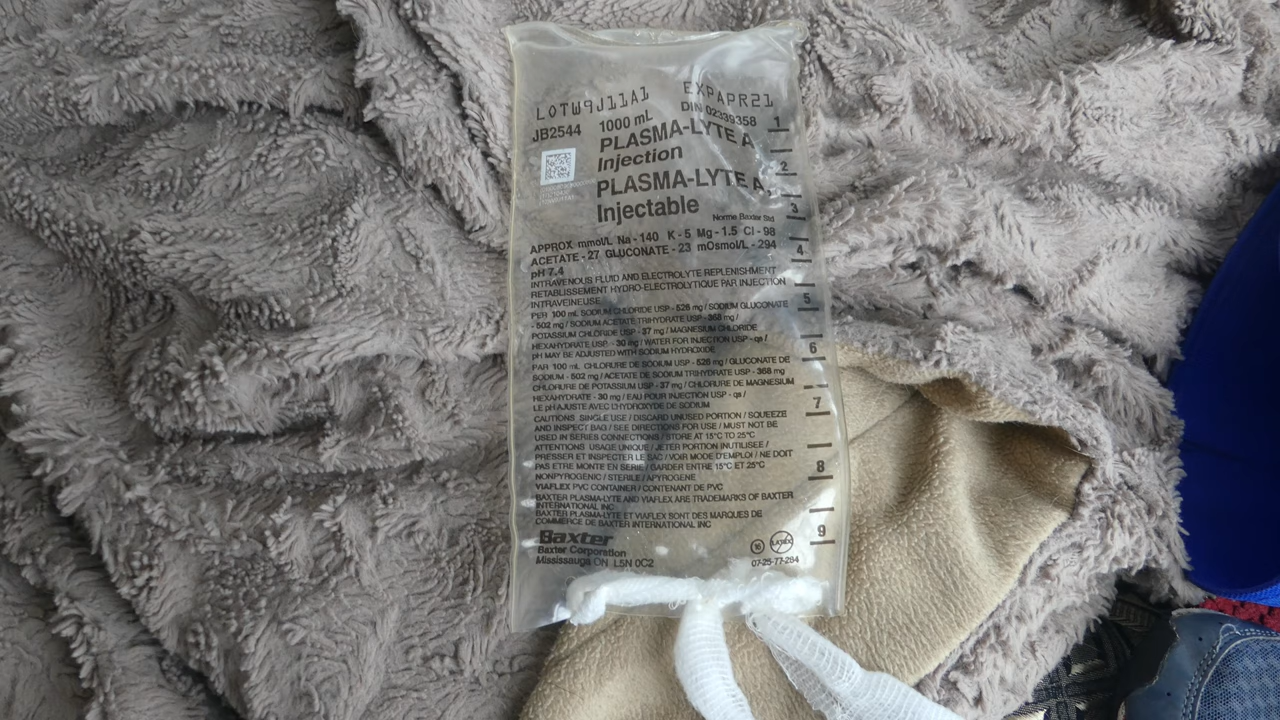 LOTW9J11A1 EXPAPR21
JB2544 1000 mL DIN 02339358
PLASMA-LYTE A
Injection
PLASMA-LYTE A
Injectable
Norme Baxter Std
APPROX mmol/L Na - 140 K - 5 Mg - 1.5 Cl - 98
ACETATE - 27 GLUCONATE - 23 mOsmol/L - 294
pH 7.4
INTRAVENOUS FLUID AND ELECTROLYTE REPLENISHMENT
RETABLISSEMENT HYDRO-ELECTROLYTIQUE PAR INJECTION
INTRAVEINEUSE
PER 100 mL SODIUM CHLORIDE USP - 526 mg / SODIUM GLUCONATE
- 502 mg / SODIUM ACETATE TRIHYDRATE USP - 368 mg /
POTASSIUM CHLORIDE USP - 37 mg / MAGNESIUM CHLORIDE
HEXAHYDRATE USP - 30 mg / WATER FOR INJECTION USP - qs /
pH MAY BE ADJUSTED WITH SODIUM HYDROXIDE
PAR 100 mL CHLORURE DE SODIUM USP - 526 mg / GLUCONATE DE
SODIUM - 502 mg / ACETATE DE SODIUM TRIHYDRATE USP - 368 mg
CHLORURE DE POTASSIUM USP - 37 mg / CHLORURE DE MAGNESIUM
HEXAHYDRATE - 30 mg / EAU POUR INJECTION USP - qs /
LE pH AJUSTE AVEC L'HYDROXYDE DE SODIUM
CAUTIONS SINGLE USE / DISCARD UNUSED PORTION / SQUEEZE
AND INSPECT BAG / SEE DIRECTIONS FOR USE / MUST NOT BE
USED IN SERIES CONNECTIONS / STORE AT 15°C TO 25°C
ATTENTIONS USAGE UNIQUE / JETER PORTION INUTILISEE /
PRESSER ET INSPECTER LE SAC / VOIR MODE D'EMPLOI / NE DOIT
PAS ETRE MONTE EN SERIE / GARDER ENTRE 15°C ET 25°C
NONPYROGENIC / STERILE / APYROGENE
VIAFLEX PVC CONTAINER / CONTENANT DE PVC
BAXTER PLASMA-LYTE AND VIAFLEX ARE TRADEMARKS OF BAXTER
INTERNATIONAL INC
BAXTER PLASMA-LYTE ET VIAFLEX SONT DES MARQUES DE
COMMERCE DE BAXTER INTERNATIONAL INC
Baxter
Baxter Corporation
Mississauga ON L5N 0C2
LATEX
07-25-77-284
1
2
3
4
5
6
7
8
9